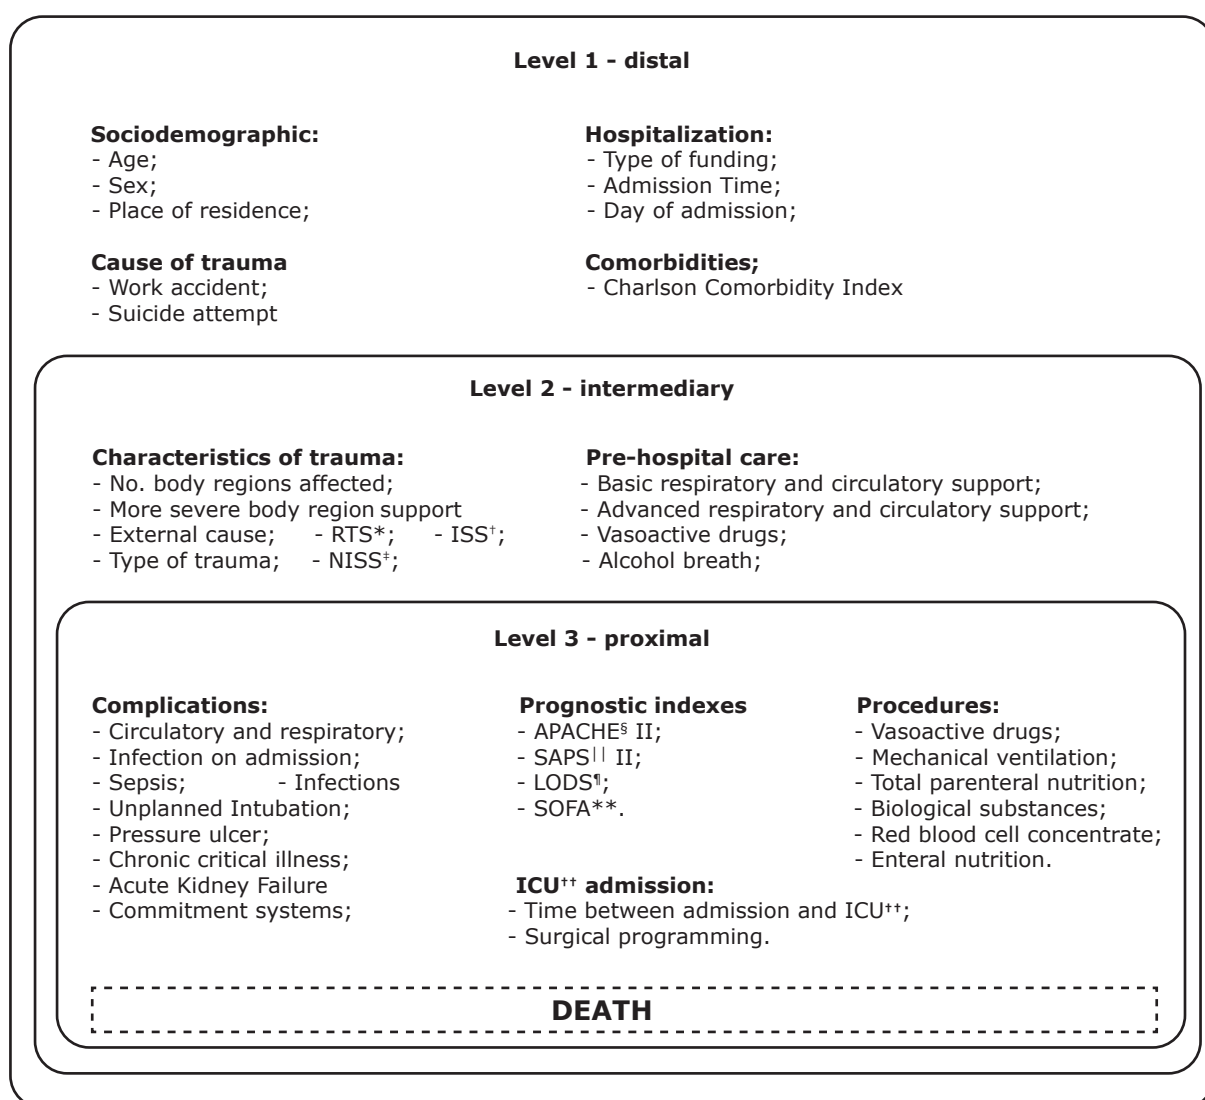 Level 1 - distal
Sociodemographic:
- Age;
- Sex;
- Place of residence;
Hospitalization:
- Type of funding;
- Admission Time;
- Day of admission;
Cause of trauma
- Work accident;
- Suicide attempt
Comorbidities;
- Charlson Comorbidity Index
Level 2 - intermediary
Characteristics of trauma:
- No. body regions affected;
- More severe body region support
- External cause; - RTS*; - ISS†;
- Type of trauma; - NISS‡;
Pre-hospital care:
- Basic respiratory and circulatory support;
- Advanced respiratory and circulatory support;
- Vasoactive drugs;
- Alcohol breath;
Level 3 - proximal
Complications:
- Circulatory and respiratory;
- Infection on admission;
- Sepsis; - Infections
- Unplanned Intubation;
- Pressure ulcer;
- Chronic critical illness;
- Acute Kidney Failure
- Commitment systems;
Prognostic indexes
- APACHE§ II;
- SAPS|| II;
- LODS¶;
- SOFA**.
Procedures:
- Vasoactive drugs;
- Mechanical ventilation;
- Total parenteral nutrition;
- Biological substances;
- Red blood cell concentrate;
- Enteral nutrition.
ICU†† admission:
- Time between admission and ICU††;
- Surgical programming.
DEATH